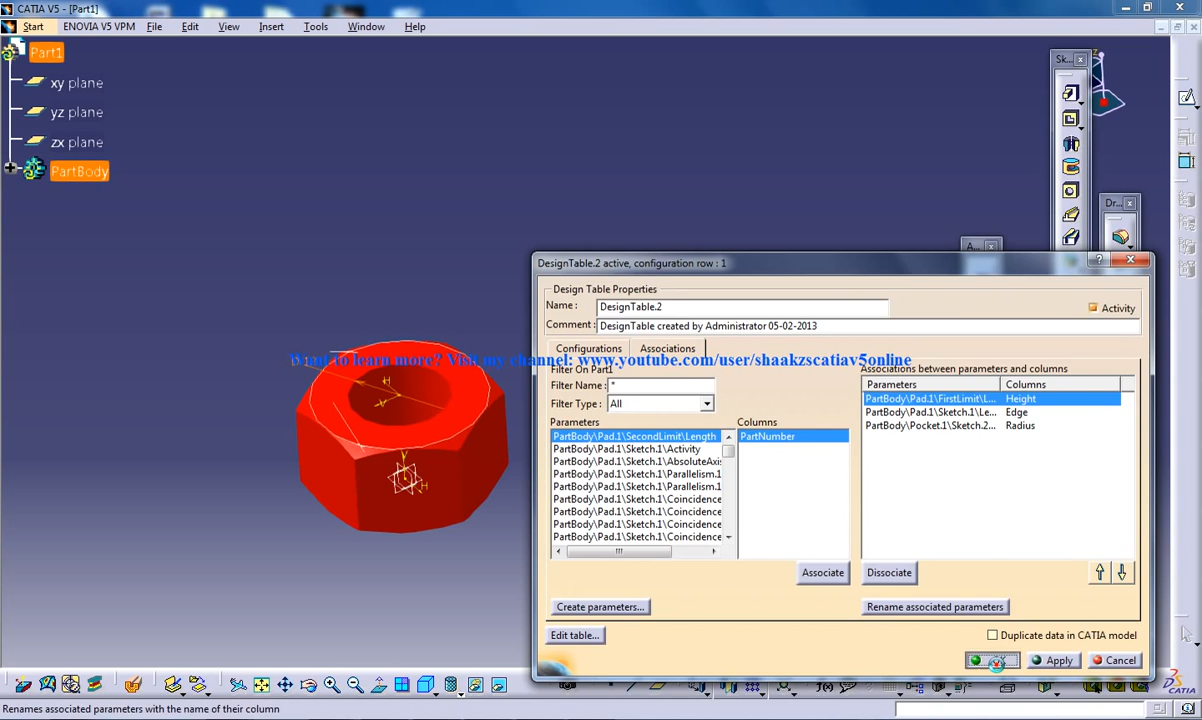 CATIA V5 - [Part1]
Start ENOVIA V5 VPM File Edit View Insert Tools Window Help
Part1
xy plane
yz plane
zx plane
PartBody
Sk...
Dr...
A...
DesignTable.2 active, configuration row : 1
Design Table Properties
Name : DesignTable.2
Activity
Comment : DesignTable created by Administrator 05-02-2013
Configurations Associations
Want to learn more? Visit my channel: www.youtube.com/user/shaakzscatiav5online
Filter On Part1
Associations between parameters and columns
Filter Name : *
Filter Type : All
Parameters Columns
PartBody\Pad.1\FirstLimit\L... Height
PartBody\Pad.1\Sketch.1\Le... Edge
PartBody\Pocket.1\Sketch.2... Radius
Parameters Columns
PartBody\Pad.1\SecondLimit\Length PartNumber
PartBody\Pad.1\Sketch.1\Activity
PartBody\Pad.1\Sketch.1\AbsoluteAxis
PartBody\Pad.1\Sketch.1\Parallelism.1
PartBody\Pad.1\Sketch.1\Parallelism.1
PartBody\Pad.1\Sketch.1\Coincidence
PartBody\Pad.1\Sketch.1\Coincidence
PartBody\Pad.1\Sketch.1\Coincidence
PartBody\Pad.1\Sketch.1\Coincidence
Associate Dissociate
Create parameters... Rename associated parameters
Edit table...
Duplicate data in CATIA model
Apply Cancel
H
V
V
H
z
CATIA
Renames associated parameters with the name of their column